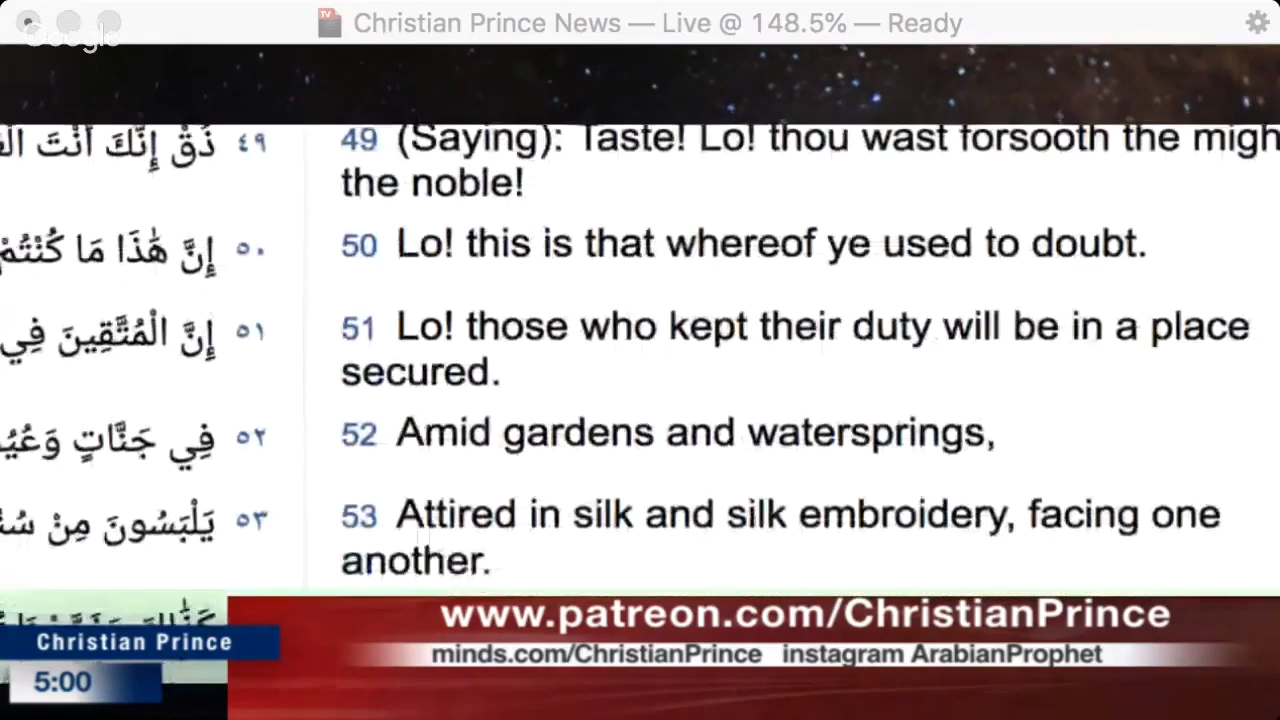 Christian Prince News — Live @ 148.5% — Ready
Google
ذُقْ إِنَّكَ أَنْتَ ٤٩
49 (Saying): Taste! Lo! thou wast forsooth the
the noble!
إِنَّ هَٰذَا مَا كُنْتُمْ ٥٠
50 Lo! this is that whereof ye used to doubt.
إِنَّ الْمُتَّقِينَ فِي ٥١
51 Lo! those who kept their duty will be in a place
secured.
فِي جَنَّاتٍ ٥٢
52 Amid gardens and watersprings,
يَلْبَسُونَ مِنْ ٥٣
53 Attired in silk and silk embroidery, facing one
another.
www.patreon.com/ChristianPrince
Christian Prince
minds.com/ChristianPrince instagram ArabianProphet
5:00